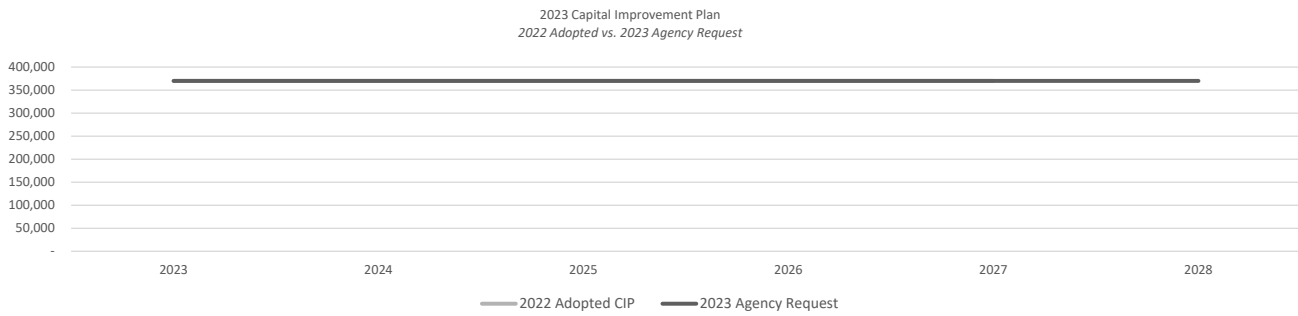 2023 Capital Improvement Plan
2022 Adopted vs. 2023 Agency Request
400,000
350,000
300,000
250,000
200,000
150,000
100,000
50,000
-
2023 2024 2025 2026 2027 2028
2022 Adopted CIP 2023 Agency Request